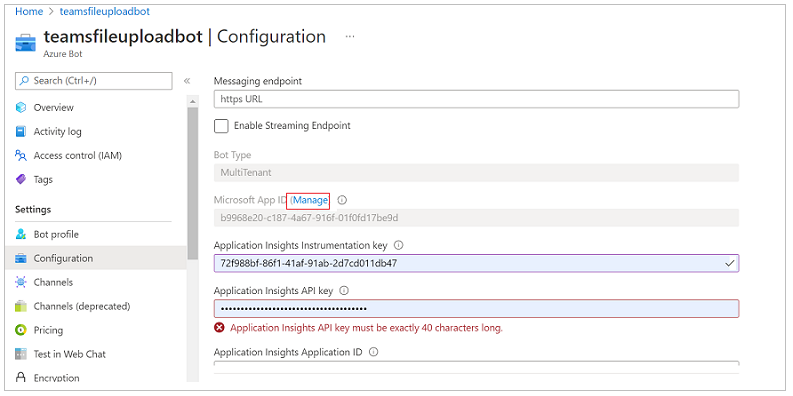 Home > teamsfileuploadbot
teamsfileuploadbot | Configuration ...
Azure Bot
Search (Ctrl+/) «
Overview
Activity log
Access control (IAM)
Tags
Settings
Bot profile
Configuration
Channels
Channels (deprecated)
Pricing
Test in Web Chat
Encryption
Messaging endpoint
https URL
Enable Streaming Endpoint
Bot Type
MultiTenant
Microsoft App ID (Manage)
b9968e20-c187-4a67-916f-01f0fd17be9d
Application Insights Instrumentation key
72f988bf-86f1-41af-91ab-2d7cd011db47
Application Insights API key
••••••••••••••••••••••••••••••••••••
Application Insights API key must be exactly 40 characters long.
Application Insights Application ID